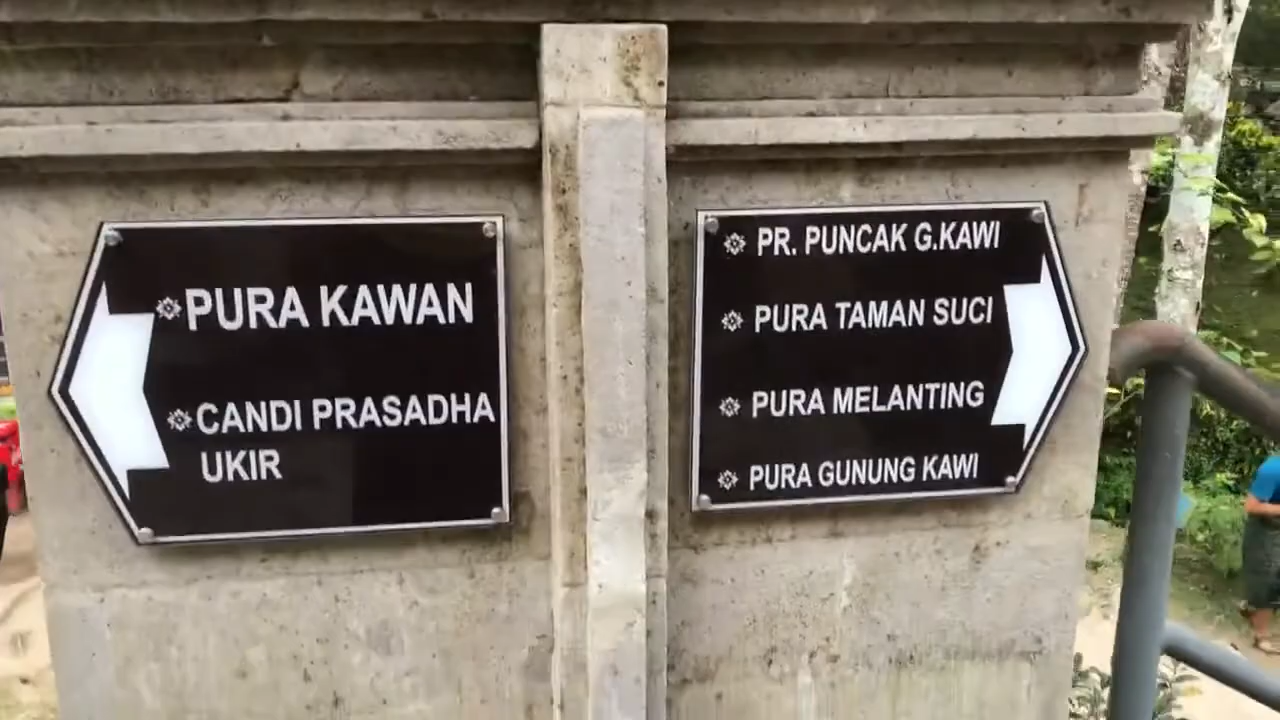 PURA KAWAN
CANDI PRASADHA
UKIR
PR. PUNCAK G.KAWI
PURA TAMAN SUCI
PURA MELANTING
PURA GUNUNG KAWI